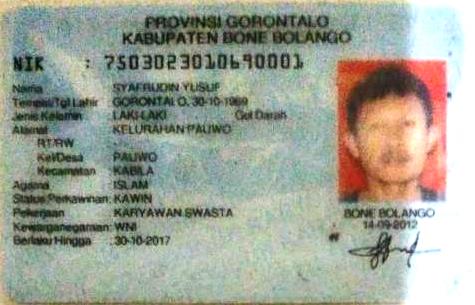 PROVINSI GORONTALO
KABUPATEN BONE BOLANGO
NIK : 7503023010690001
Nama : SYAFRUDIN YUSUF
Tempat/Tgl Lahir : GORONTALO, 30-10-1969
Jenis Kelamin : LAKI-LAKI Gol Darah
Alamat : KELURAHAN PAUWO
RT/RW : -
Kel/Desa : PAUWO
Kecamatan : KABILA
Agama : ISLAM
Status Perkawinan: KAWIN
Pekerjaan : KARYAWAN SWASTA
Kewarganegaraan: WNI
Berlaku Hingga : 30-10-2017
BONE BOLANGO
14-09-2012